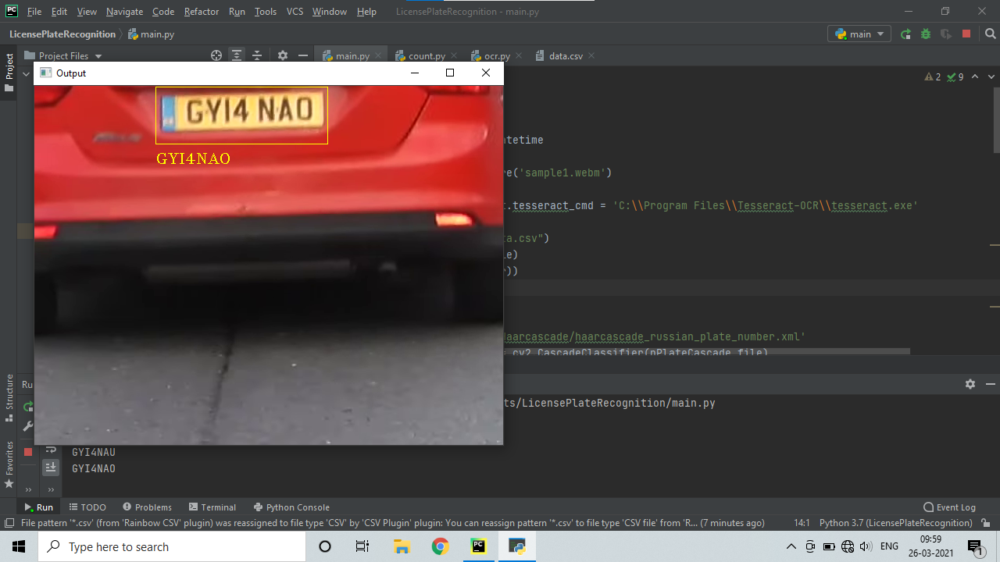 File Edit View Navigate Code Refactor Run Tools VCS Window Help LicensePlateRecognition - main.py
LicensePlateRecognition main.py main
Project Project Files main.py count.py ocr.py data.csv
Output
2 9
GYI4 NAO
GYI4NAO
atetime
re('sample1.webm')
t.tesseract_cmd = 'C:\\Program Files\\Tesseract-OCR\\tesseract.exe'
ta.csv")
le)
))
Haarcascade/haarcascade_russian_plate_number.xml'
= cv2.CascadeClassifier(nPlateCascade_file)
Ru
ts/LicensePlateRecognition/main.py
Structure
Favorites
GYI4NAU
GYI4NAO
Run TODO Problems Terminal Python Console Event Log
File pattern '*.csv' (from 'Rainbow CSV' plugin) was reassigned to file type 'CSV' by 'CSV Plugin' plugin: You can reassign pattern '*.csv' to file type 'CSV file' from 'R... (7 minutes ago) 14:1 Python 3.7 (LicensePlateRecognition)
Type here to search
ENG
09:59
26-03-2021
1